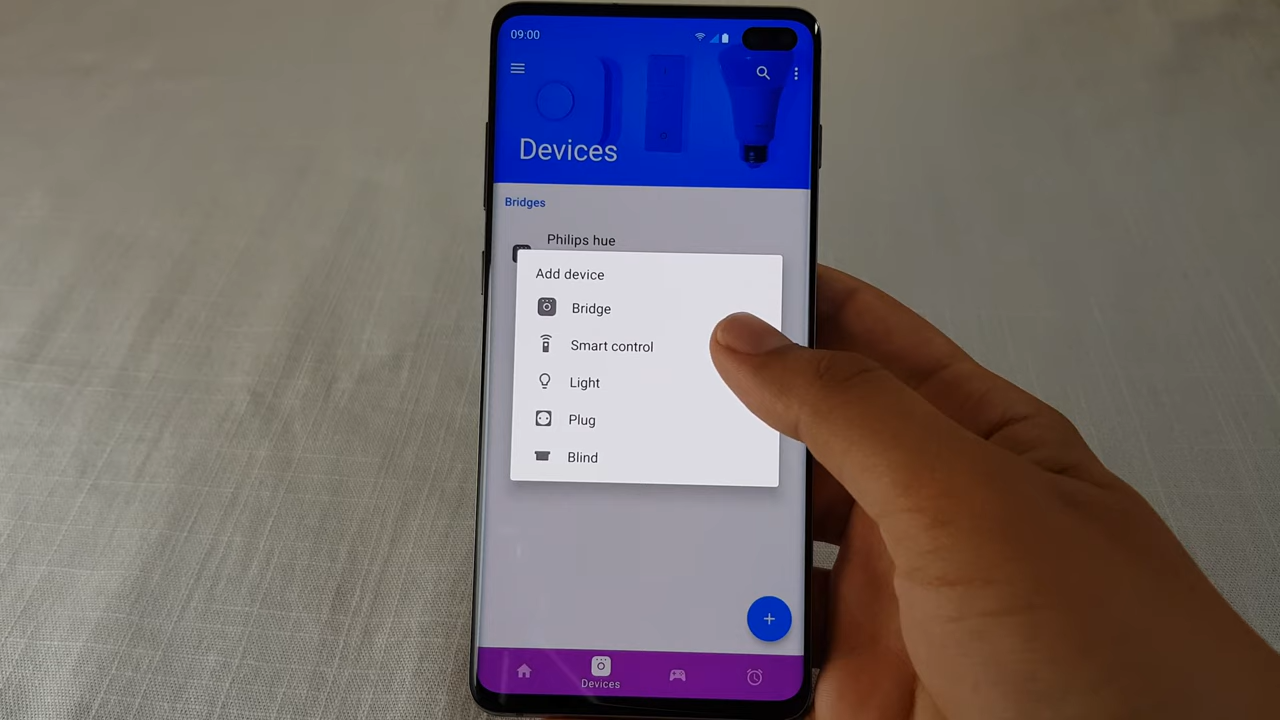 09:00
Devices
Bridges
Philips hue
Add device
Bridge
Smart control
Light
Plug
Blind
Devices